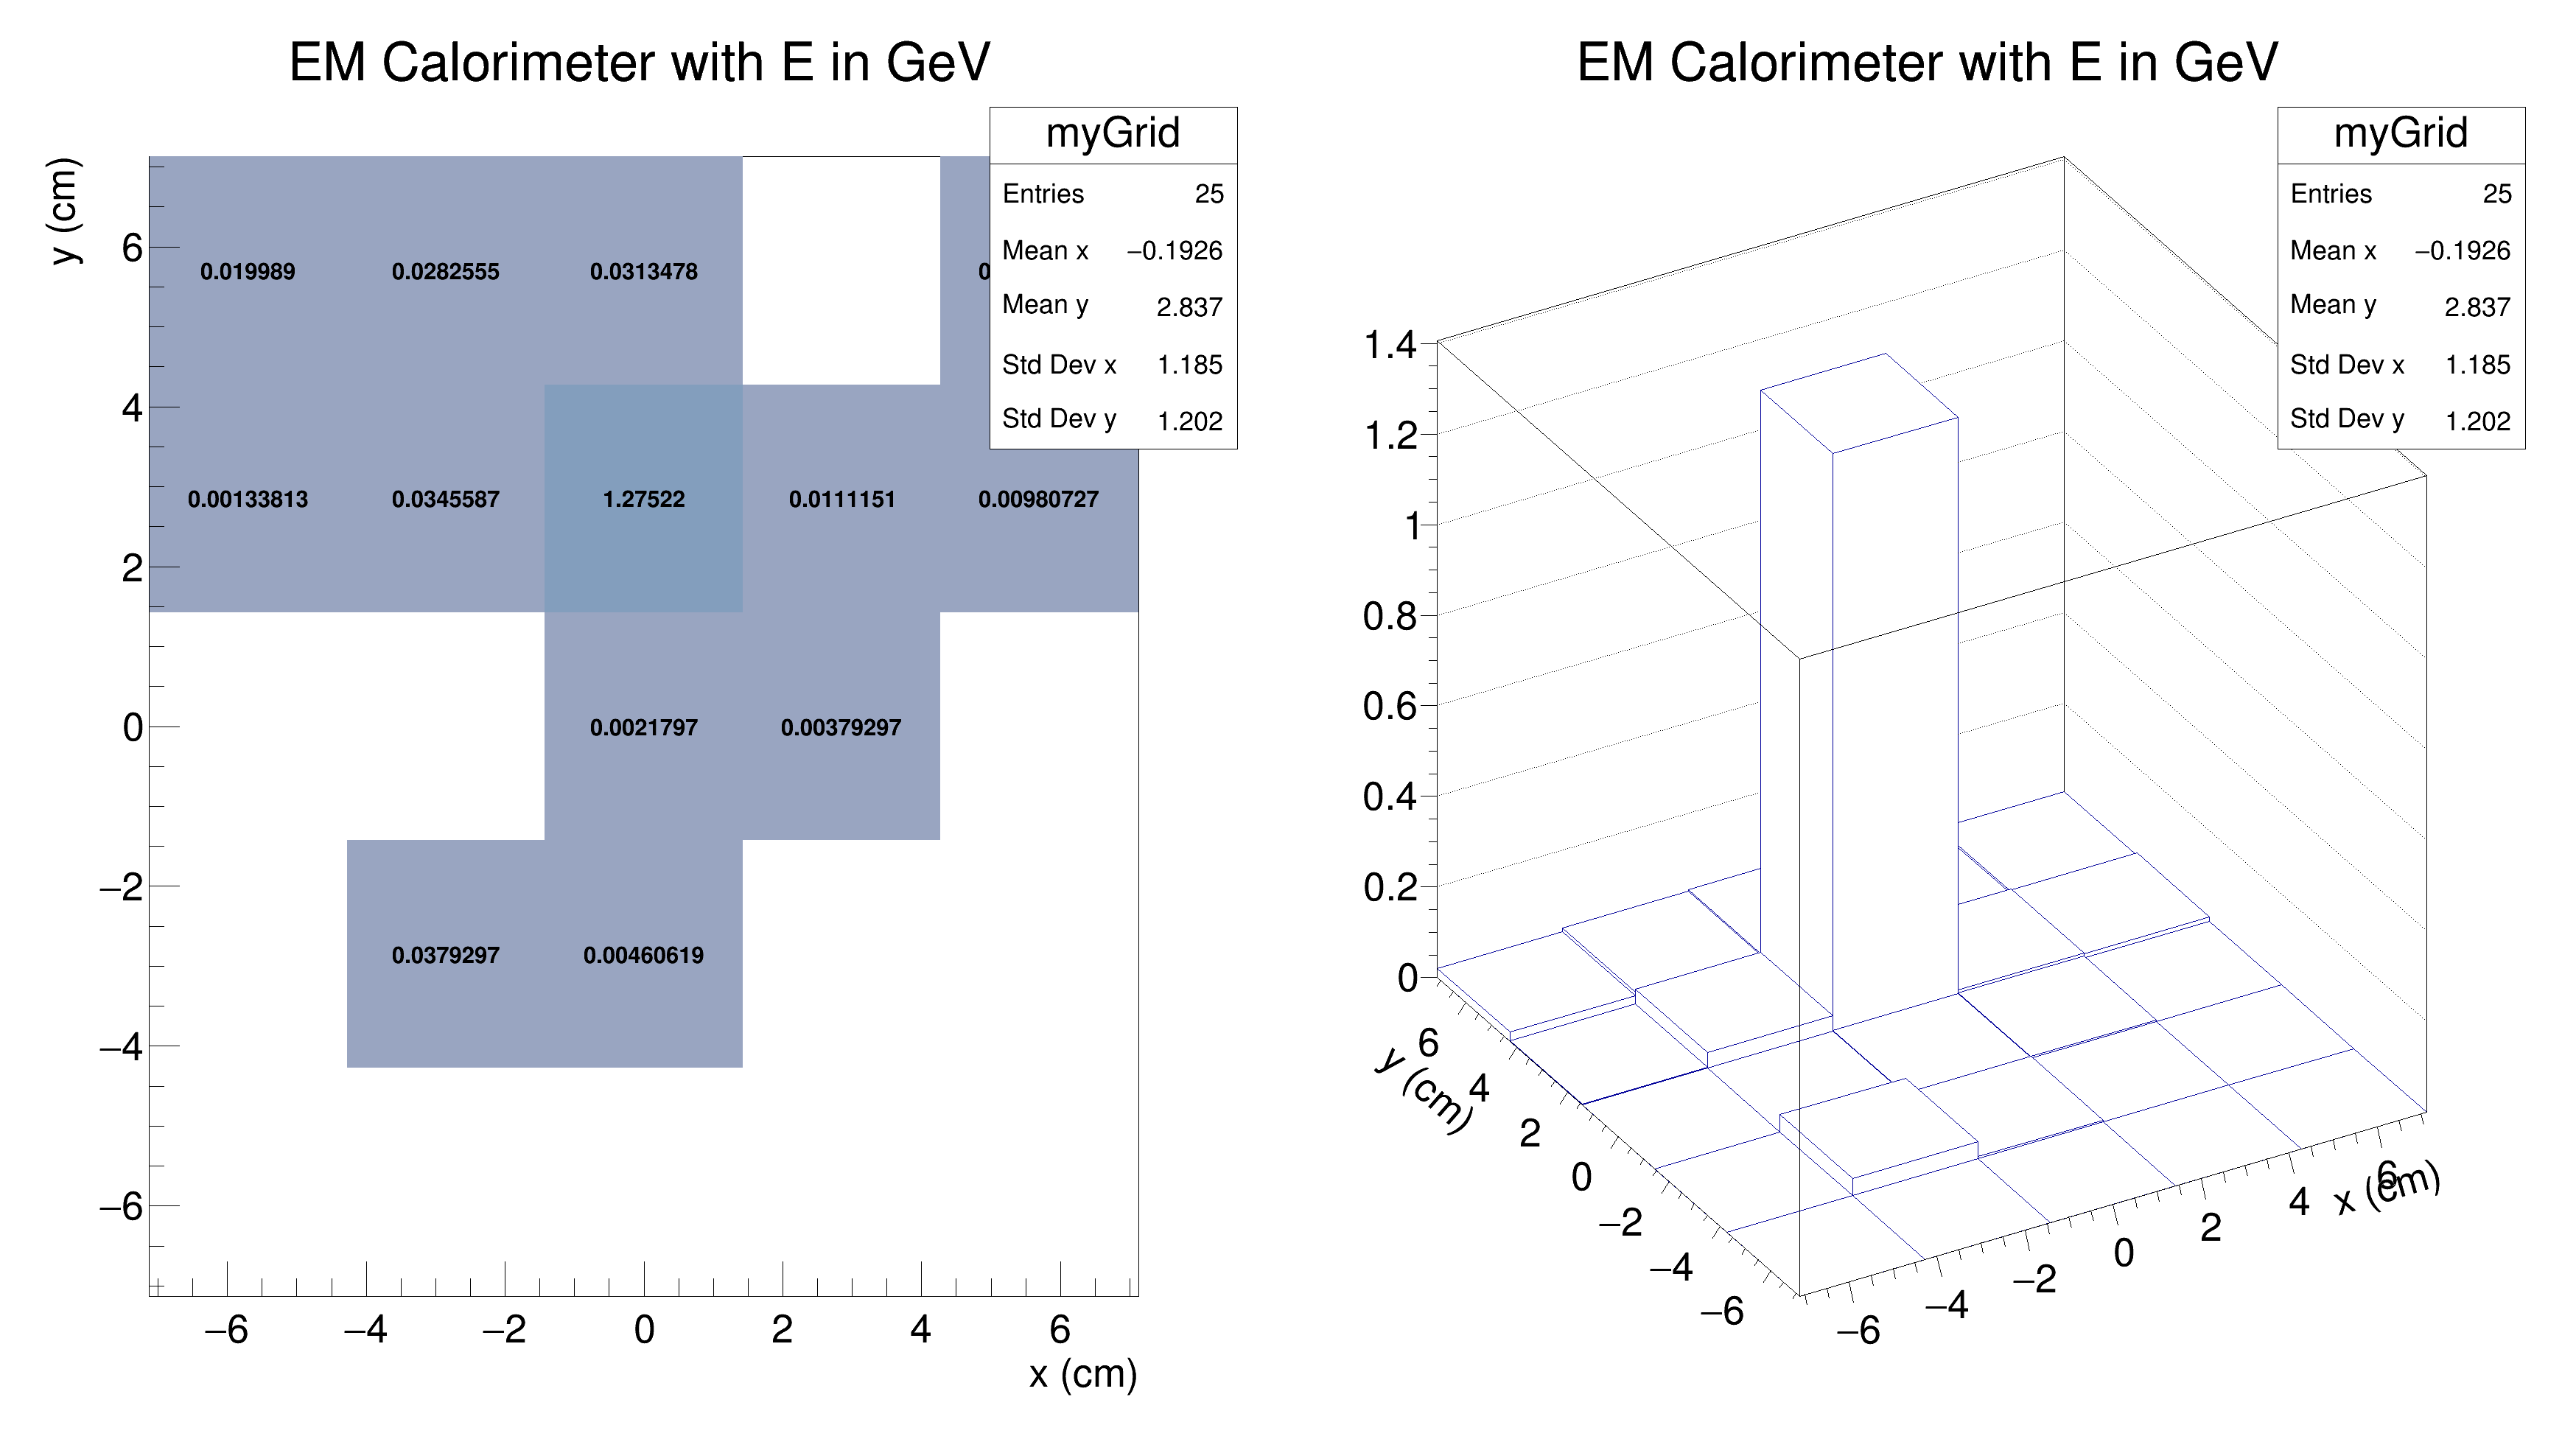 EM Calorimeter with E in GeV
myGrid
Entries 25
Mean x −0.1926
Mean y 2.837
Std Dev x 1.185
Std Dev y 1.202
y (cm)
6
4
2
0
−2
−4
−6
0.019989 0.0282555 0.0313478
0.00133813 0.0345587 1.27522 0.0111151 0.00980727
0.0021797 0.00379297
0.0379297 0.00460619
−6 −4 −2 0 2 4 6
x (cm)
EM Calorimeter with E in GeV
myGrid
Entries 25
Mean x −0.1926
Mean y 2.837
Std Dev x 1.185
Std Dev y 1.202
1.4
1.2
1
0.8
0.6
0.4
0.2
0
6
4
2
0
−2
−4
−6
y (cm)
−6
−4
−2
0
2
4
6
x (cm)